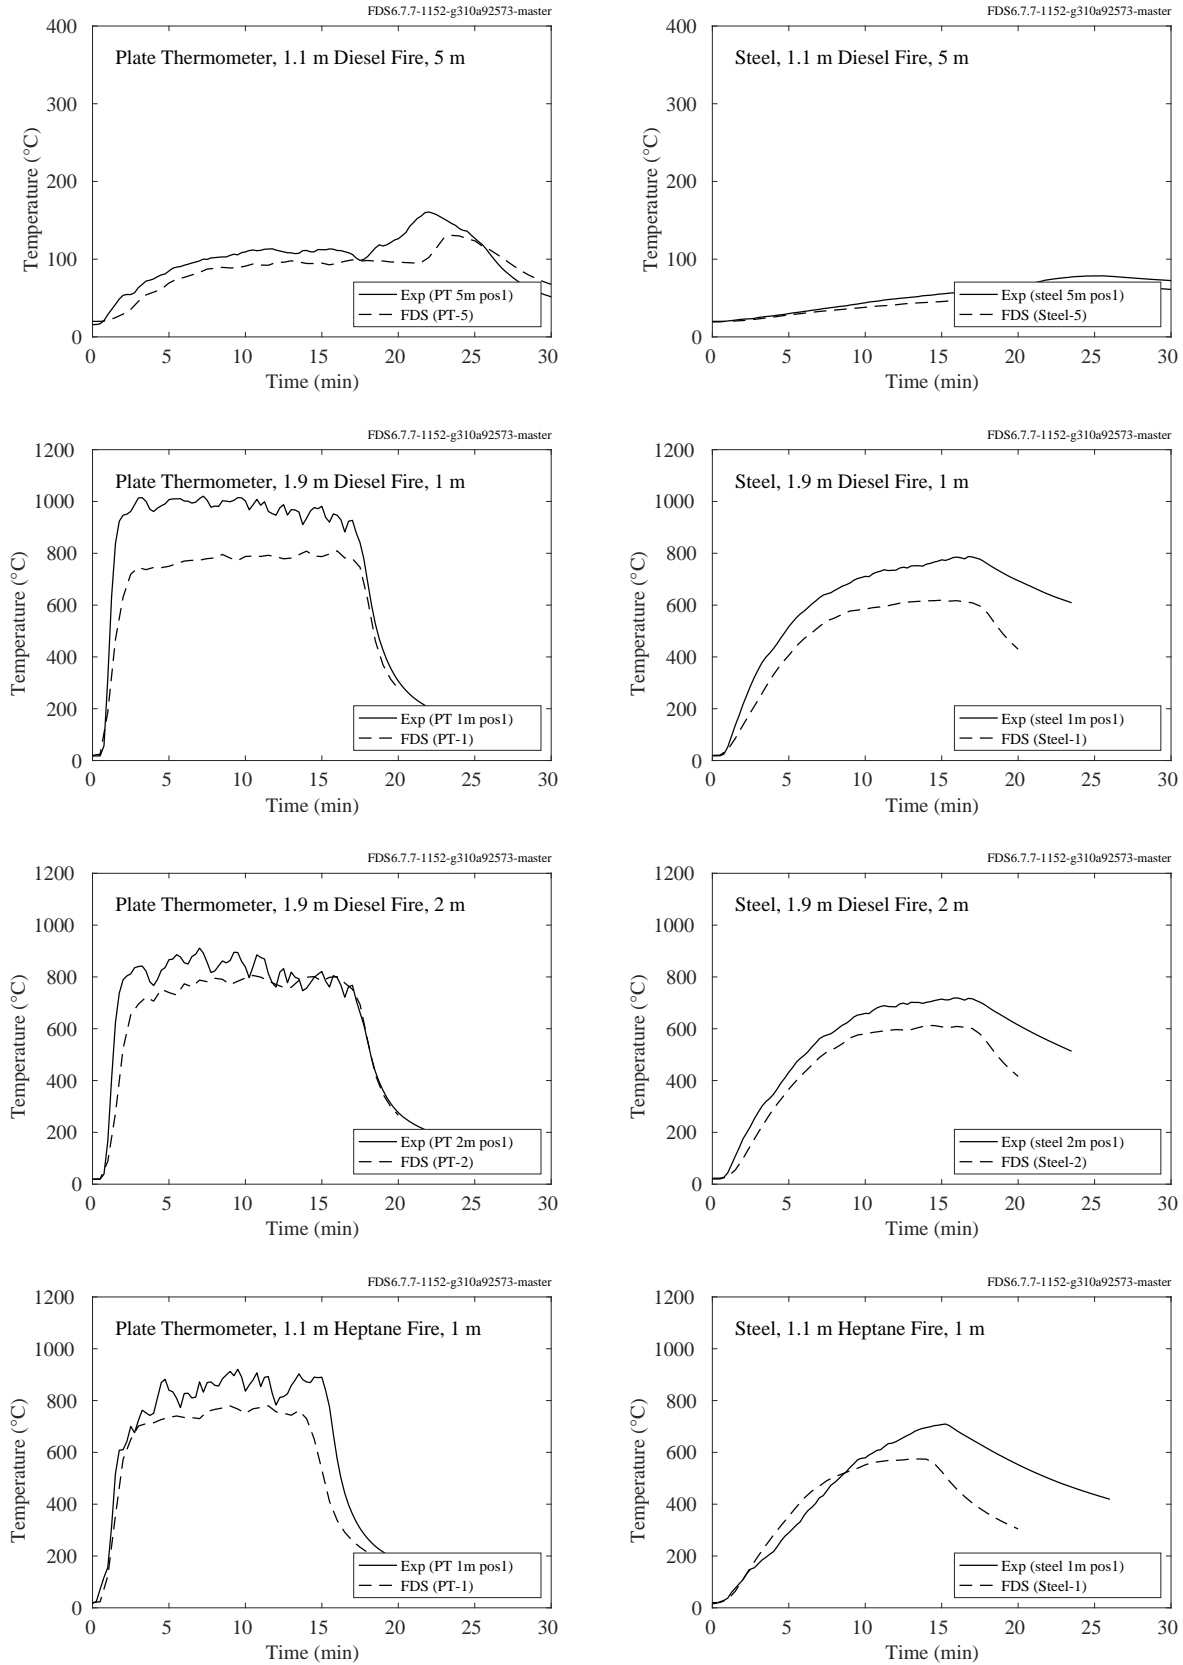 FDS6.7.7-1152-g310a92573-master
400
Plate Thermometer, 1.1 m Diesel Fire, 5 m
300
200
100
0
Temperature (°C)
Exp (PT 5m pos1)
FDS (PT-5)
0 5 10 15 20 25 30
Time (min)
FDS6.7.7-1152-g310a92573-master
400
Steel, 1.1 m Diesel Fire, 5 m
300
200
100
0
Temperature (°C)
Exp (steel 5m pos1)
FDS (Steel-5)
0 5 10 15 20 25 30
Time (min)
FDS6.7.7-1152-g310a92573-master
1200
Plate Thermometer, 1.9 m Diesel Fire, 1 m
1000
800
600
400
200
0
Temperature (°C)
Exp (PT 1m pos1)
FDS (PT-1)
0 5 10 15 20 25 30
Time (min)
FDS6.7.7-1152-g310a92573-master
1200
Steel, 1.9 m Diesel Fire, 1 m
1000
800
600
400
200
0
Temperature (°C)
Exp (steel 1m pos1)
FDS (Steel-1)
0 5 10 15 20 25 30
Time (min)
FDS6.7.7-1152-g310a92573-master
1200
Plate Thermometer, 1.9 m Diesel Fire, 2 m
1000
800
600
400
200
0
Temperature (°C)
Exp (PT 2m pos1)
FDS (PT-2)
0 5 10 15 20 25 30
Time (min)
FDS6.7.7-1152-g310a92573-master
1200
Steel, 1.9 m Diesel Fire, 2 m
1000
800
600
400
200
0
Temperature (°C)
Exp (steel 2m pos1)
FDS (Steel-2)
0 5 10 15 20 25 30
Time (min)
FDS6.7.7-1152-g310a92573-master
1200
Plate Thermometer, 1.1 m Heptane Fire, 1 m
1000
800
600
400
200
0
Temperature (°C)
Exp (PT 1m pos1)
FDS (PT-1)
0 5 10 15 20 25 30
Time (min)
FDS6.7.7-1152-g310a92573-master
1200
Steel, 1.1 m Heptane Fire, 1 m
1000
800
600
400
200
0
Temperature (°C)
Exp (steel 1m pos1)
FDS (Steel-1)
0 5 10 15 20 25 30
Time (min)